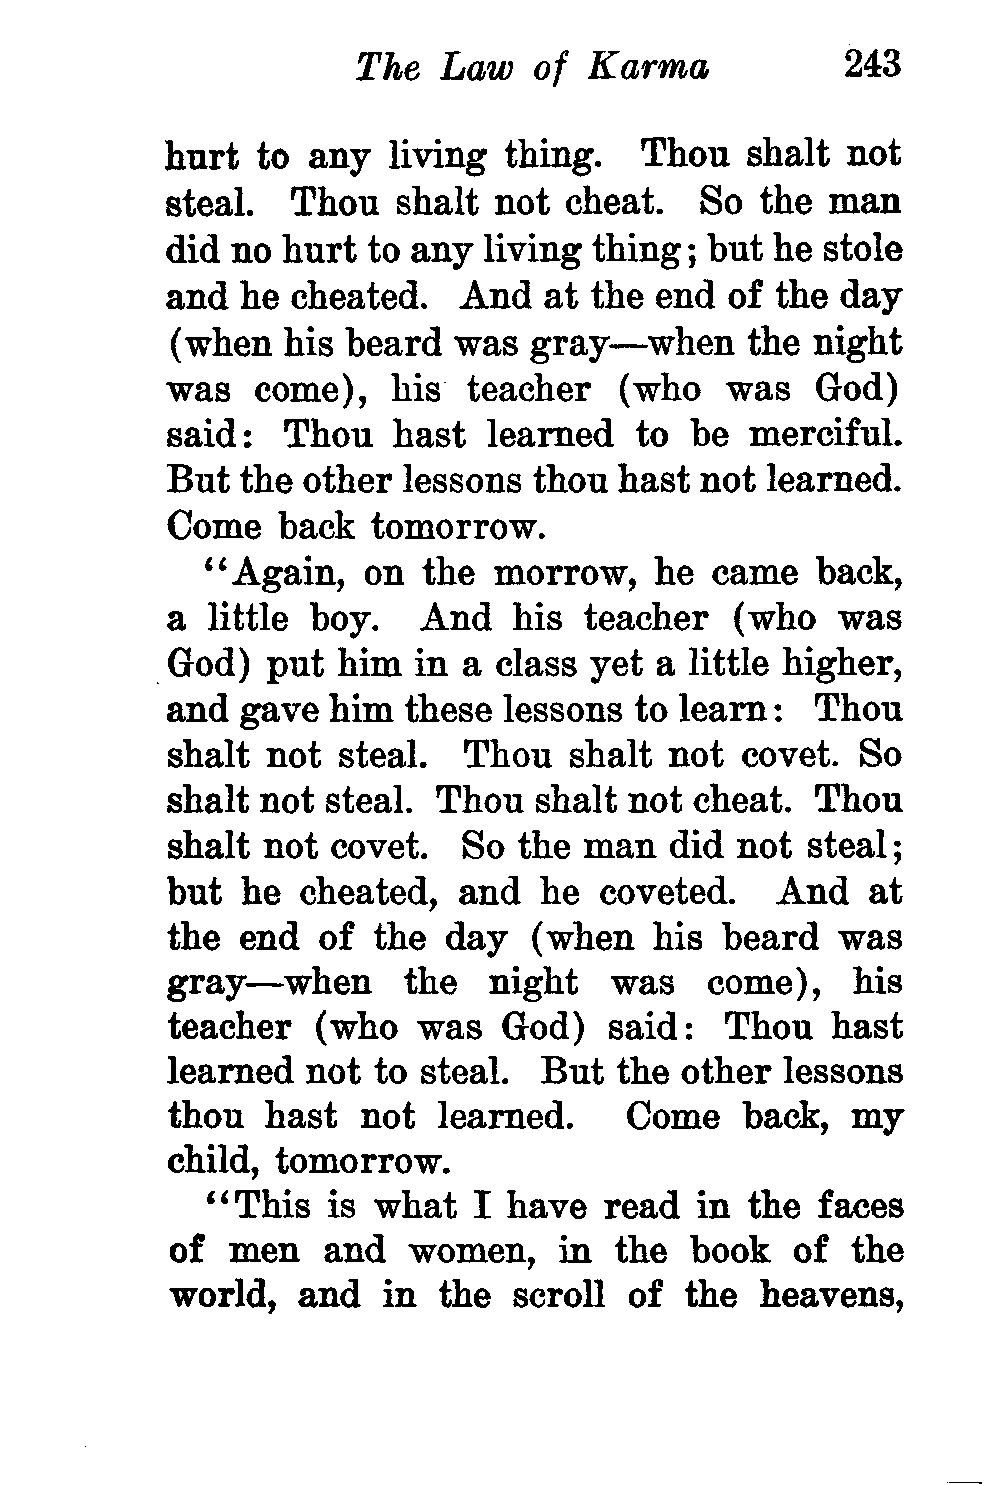 The Law of Karma 243
hurt to any living thing. Thou shalt not
steal. Thou shalt not cheat. So the man
did no hurt to any living thing; but he stole
and he cheated. And at the end of the day
(when his beard was gray—when the night
was come), his teacher (who was God)
said: Thou hast learned to be merciful.
But the other lessons thou hast not learned.
Come back tomorrow.
“Again, on the morrow, he came back,
a little boy. And his teacher (who was
God) put him in a class yet a little higher,
and gave him these lessons to learn: Thou
shalt not steal. Thou shalt not covet. So
shalt not steal. Thou shalt not cheat. Thou
shalt not covet. So the man did not steal;
but he cheated, and he coveted. And at
the end of the day (when his beard was
gray—when the night was come), his
teacher (who was God) said: Thou hast
learned not to steal. But the other lessons
thou hast not learned. Come back, my
child, tomorrow.
“This is what I have read in the faces
of men and women, in the book of the
world, and in the scroll of the heavens,